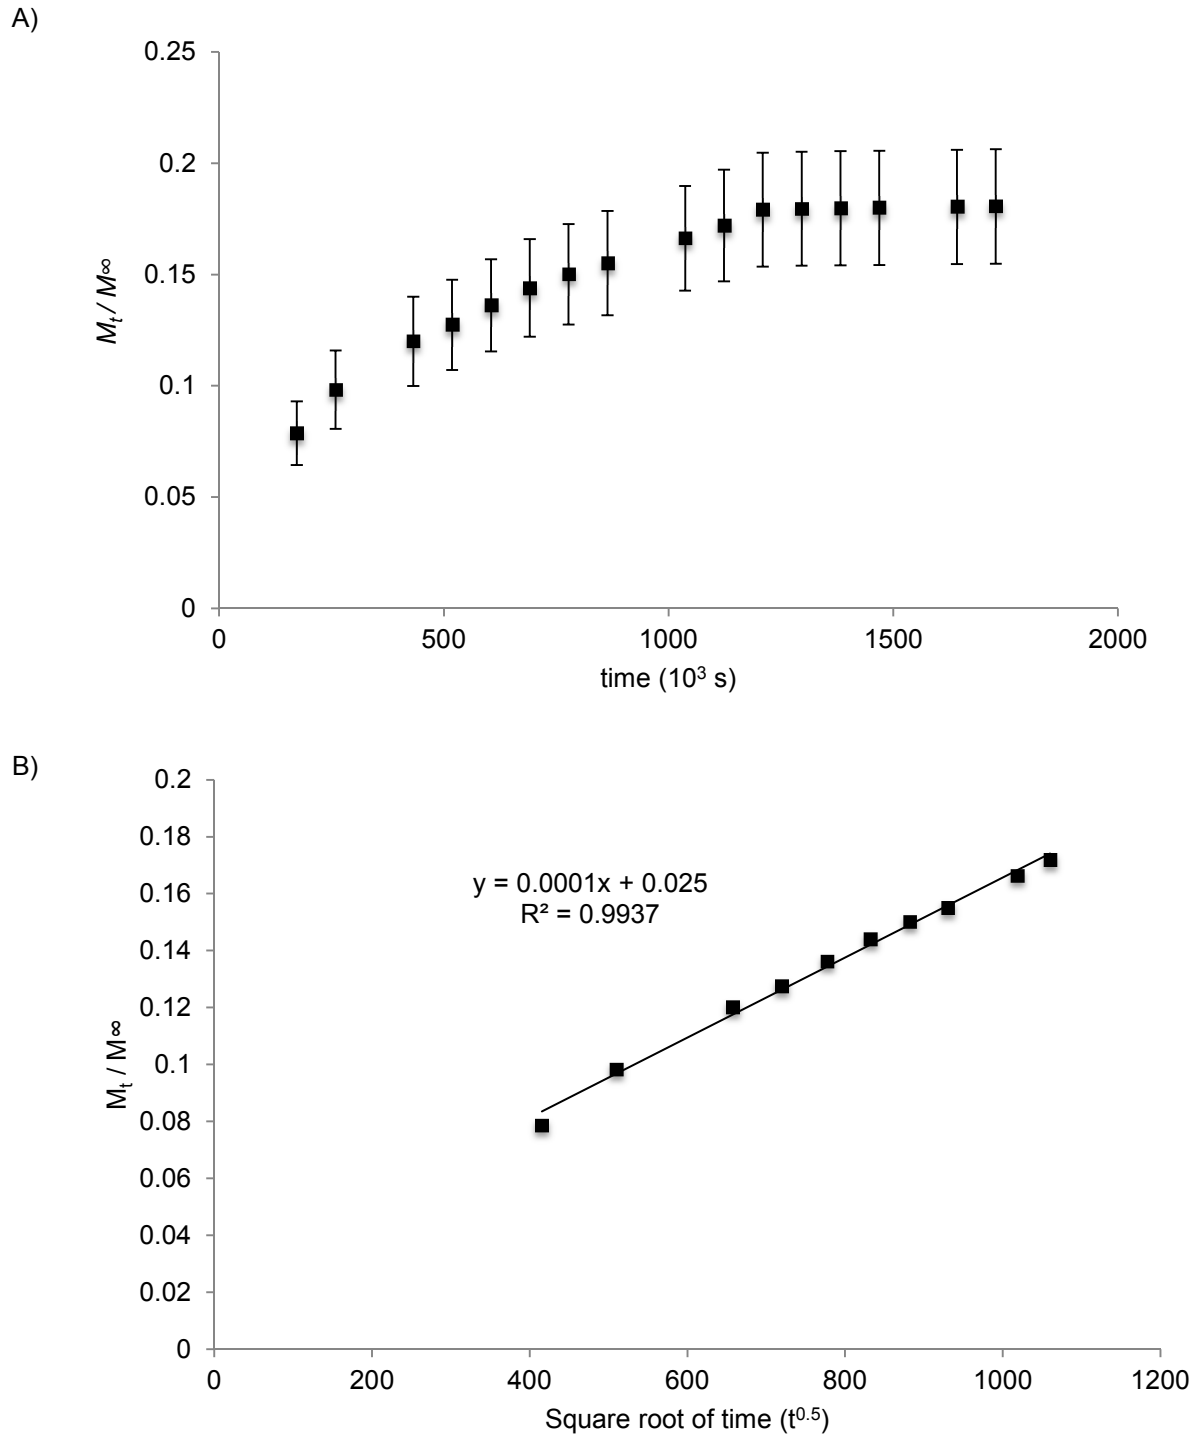 A)
0.25
0.2
0.15
0.1
0.05
0
Mt / M∞
0 500 1000 1500 2000
time (10³ s)
B)
0.2
0.18
0.16
0.14
0.12
0.1
0.08
0.06
0.04
0.02
0
Mt / M∞
y = 0.0001x + 0.025
R² = 0.9937
0 200 400 600 800 1000 1200
Square root of time (t⁰·⁵)